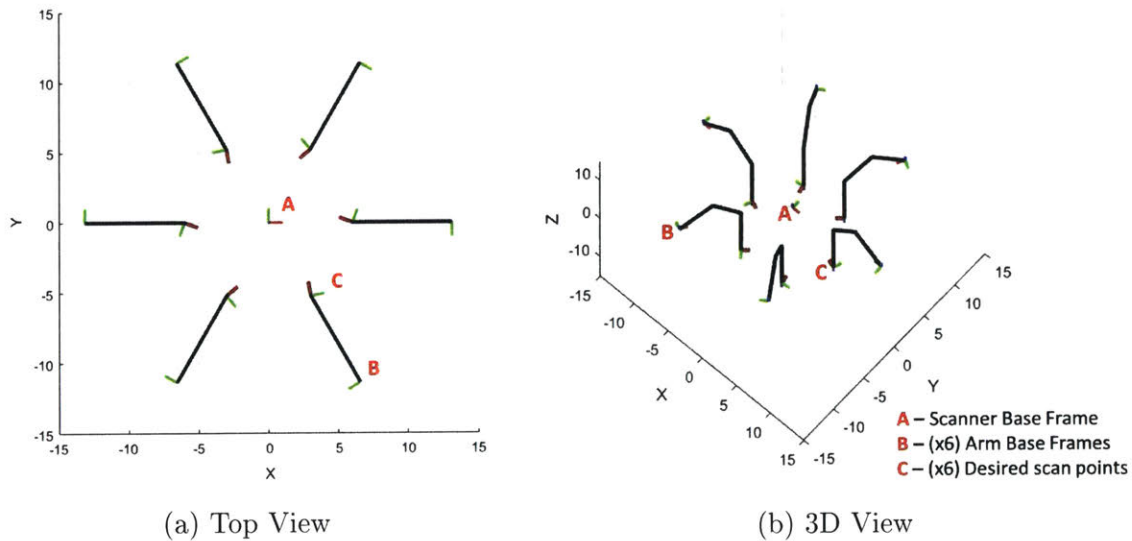 15
10
5
0
-5
-10
-15
-15 -10 -5 0 5 10 15
Y
X
A
C
B
(a) Top View
10
0
-10
Z
-15
-10
-5
0
5
10
15
X
15
10
5
0
-5
-10
-15
Y
B
A
C
A – Scanner Base Frame
B – (x6) Arm Base Frames
C – (x6) Desired scan points
(b) 3D View